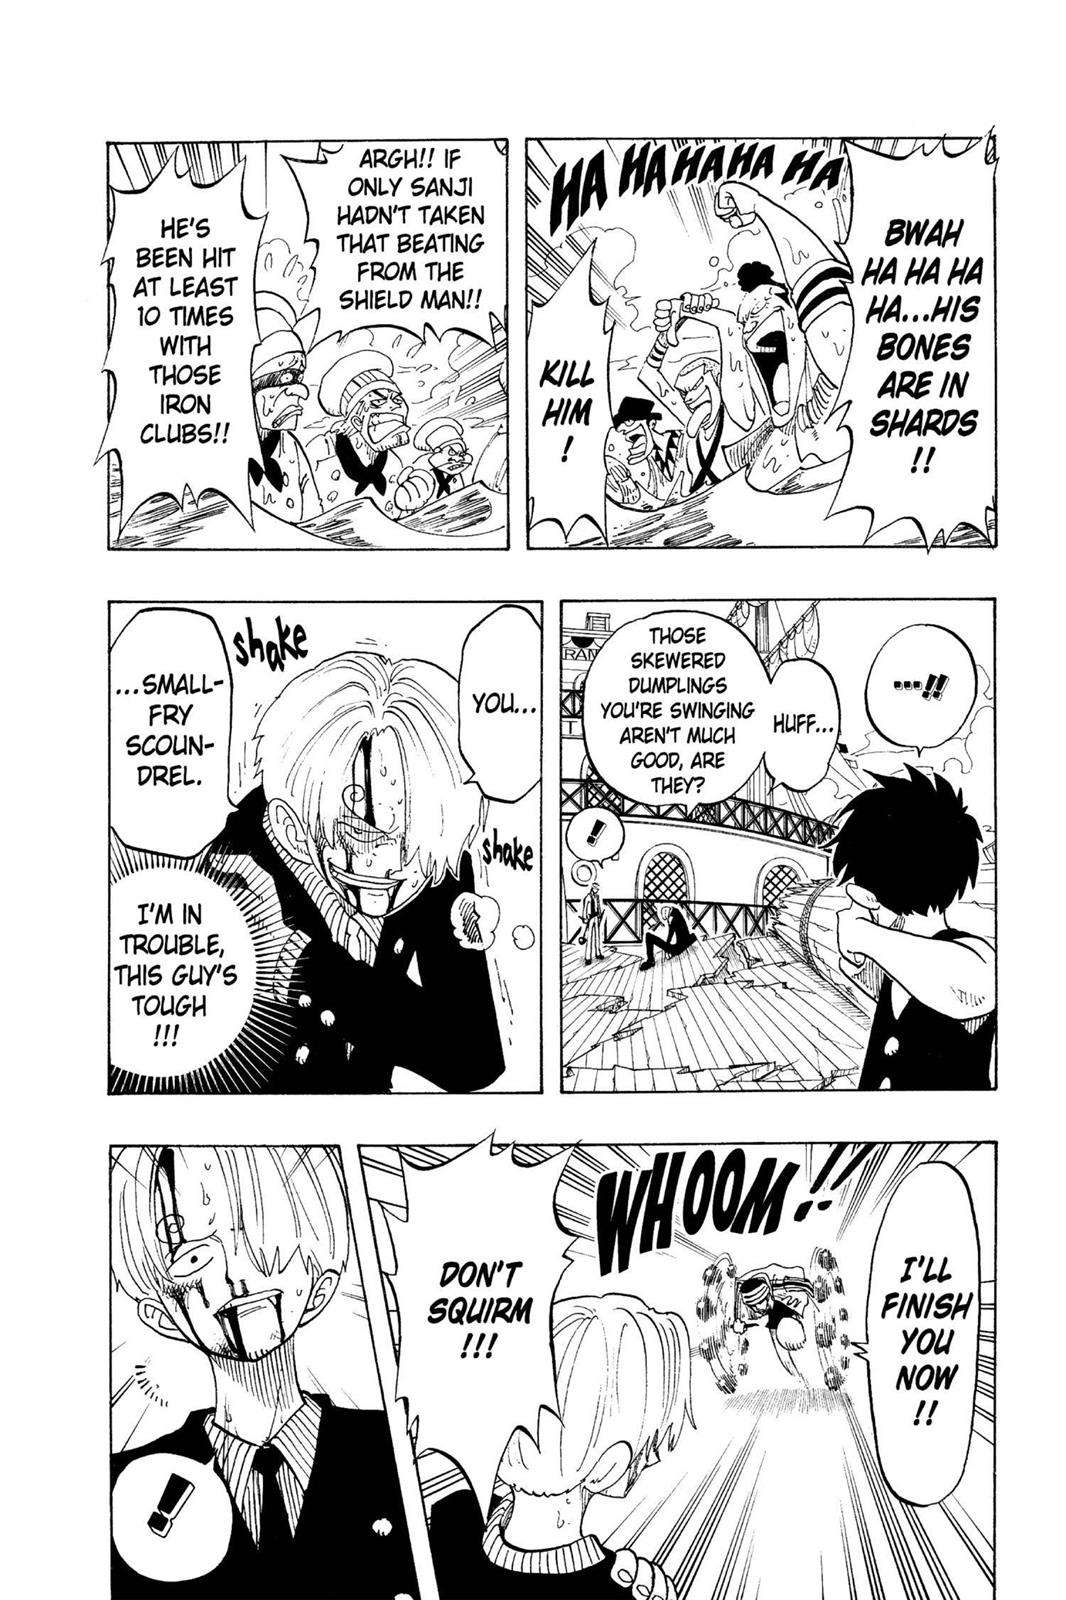 HA HA HA HA HA
BWAH
HA HA HA
HA...HIS
BONES
ARE IN
SHARDS
!!
KILL
HIM
!
ARGH!! IF
ONLY SANJI
HADN'T TAKEN
THAT BEATING
FROM THE
SHIELD MAN!!
HE'S
BEEN HIT
AT LEAST
10 TIMES
WITH
THOSE
IRON
CLUBS!!
...!!
HUFF...
THOSE
SKEWERED
DUMPLINGS
YOU'RE SWINGING
AREN'T MUCH
GOOD, ARE
THEY?
!
RAN
YOU...
shake
...SMALL-
FRY
SCOUN-
DREL.
shake
I'M IN
TROUBLE,
THIS GUY'S
TOUGH
!!!
WHOOM!!
I'LL
FINISH
YOU
NOW
!!
DON'T
SQUIRM
!!!
!